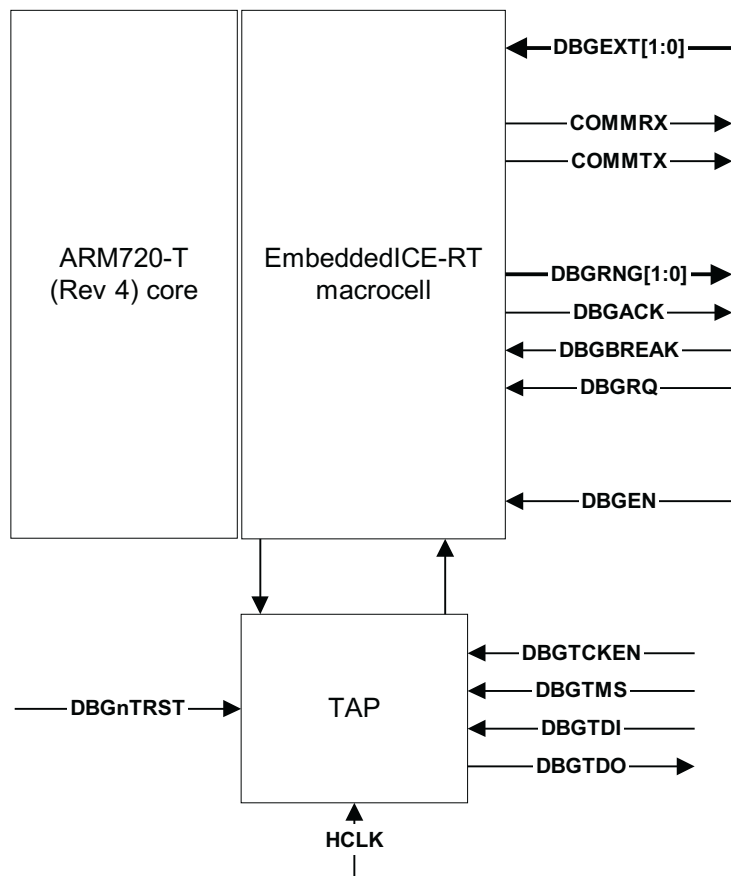 DBGEXT[1:0]
COMMRX
COMMTX
ARM720-T
(Rev 4) core
EmbeddedICE-RT
macrocell
DBGRNG[1:0]
DBGACK
DBGBREAK
DBGRQ
DBGEN
DBGTCKEN
DBGnTRST
TAP
DBGTMS
DBGTDI
DBGTDO
HCLK